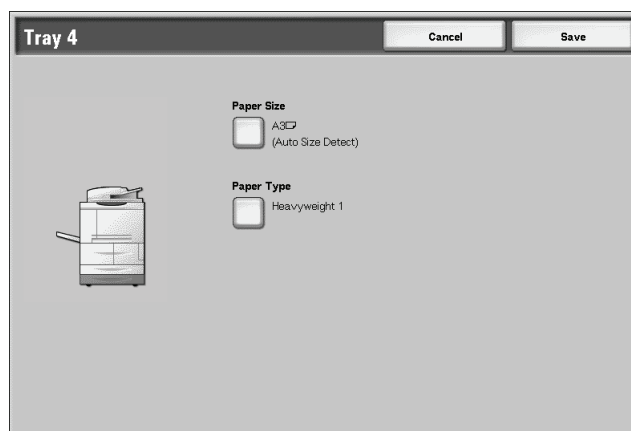 Tray 4
Cancel
Save
Paper Size
A3
(Auto Size Detect)
Paper Type
Heavyweight 1